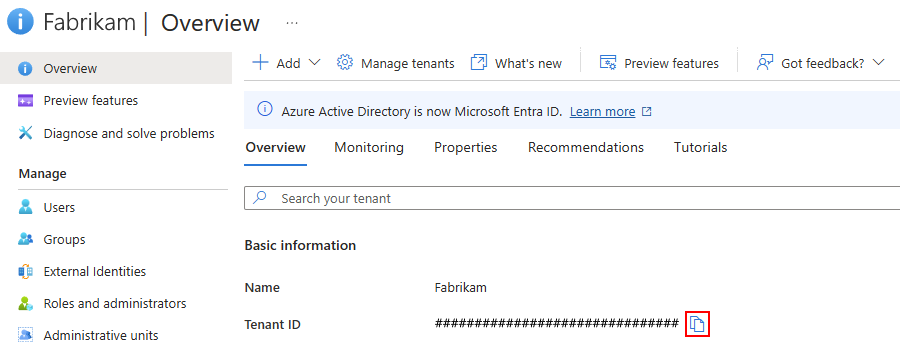 Fabrikam | Overview ...
Overview
Preview features
Diagnose and solve problems
Manage
Users
Groups
External Identities
Roles and administrators
Administrative units
Add Manage tenants What's new Preview features Got feedback?
Azure Active Directory is now Microsoft Entra ID. Learn more
Overview Monitoring Properties Recommendations Tutorials
Search your tenant
Basic information
Name Fabrikam
Tenant ID ###############################